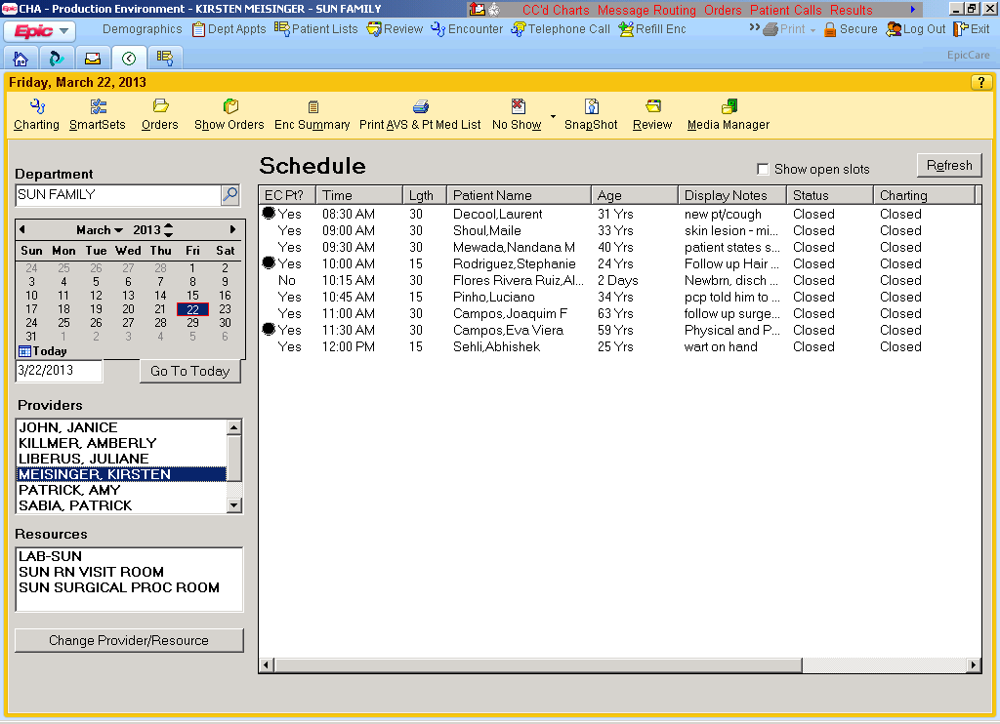 CHA - Production Environment - KIRSTEN MEISINGER - SUN FAMILY CC'd Charts Message Routing Orders Patient Calls Results
Epic Demographics Dept Appts Patient Lists Review Encounter Telephone Call Refill Enc Print Secure Log Out Exit
EpicCare
Friday, March 22, 2013 ?
Charting SmartSets Orders Show Orders Enc Summary Print AVS & Pt Med List No Show SnapShot Review Media Manager
Department
SUN FAMILY
March 2013
Sun Mon Tue Wed Thu Fri Sat
24 25 26 27 28 1 2
3 4 5 6 7 8 9
10 11 12 13 14 15 16
17 18 19 20 21 22 23
24 25 26 27 28 29 30
31 1 2 3 4 5 6
Today
3/22/2013 Go To Today
Providers
JOHN, JANICE
KILLMER, AMBERLY
LIBERUS, JULIANE
MEISINGER, KIRSTEN
PATRICK, AMY
SABIA, PATRICK
Resources
LAB-SUN
SUN RN VISIT ROOM
SUN SURGICAL PROC ROOM
Change Provider/Resource
Schedule Show open slots Refresh
EC Pt? Time Lgth Patient Name Age Display Notes Status Charting
Yes 08:30 AM 30 Decool,Laurent 31 Yrs new pt/cough Closed Closed
Yes 09:00 AM 30 Shoul,Maile 33 Yrs skin lesion - mi... Closed Closed
Yes 09:30 AM 30 Mewada,Nandana M 40 Yrs patient states s... Closed Closed
Yes 10:00 AM 15 Rodriguez,Stephanie 24 Yrs Follow up Hair ... Closed Closed
No 10:15 AM 30 Flores Rivera Ruiz,Al... 2 Days Newbrn, disch ... Closed Closed
Yes 10:45 AM 15 Pinho,Luciano 34 Yrs pcp told him to ... Closed Closed
Yes 11:00 AM 30 Campos,Joaquim F 63 Yrs follow up surge... Closed Closed
Yes 11:30 AM 30 Campos,Eva Viera 59 Yrs Physical and P... Closed Closed
Yes 12:00 PM 15 Sehli,Abhishek 25 Yrs wart on hand Closed Closed